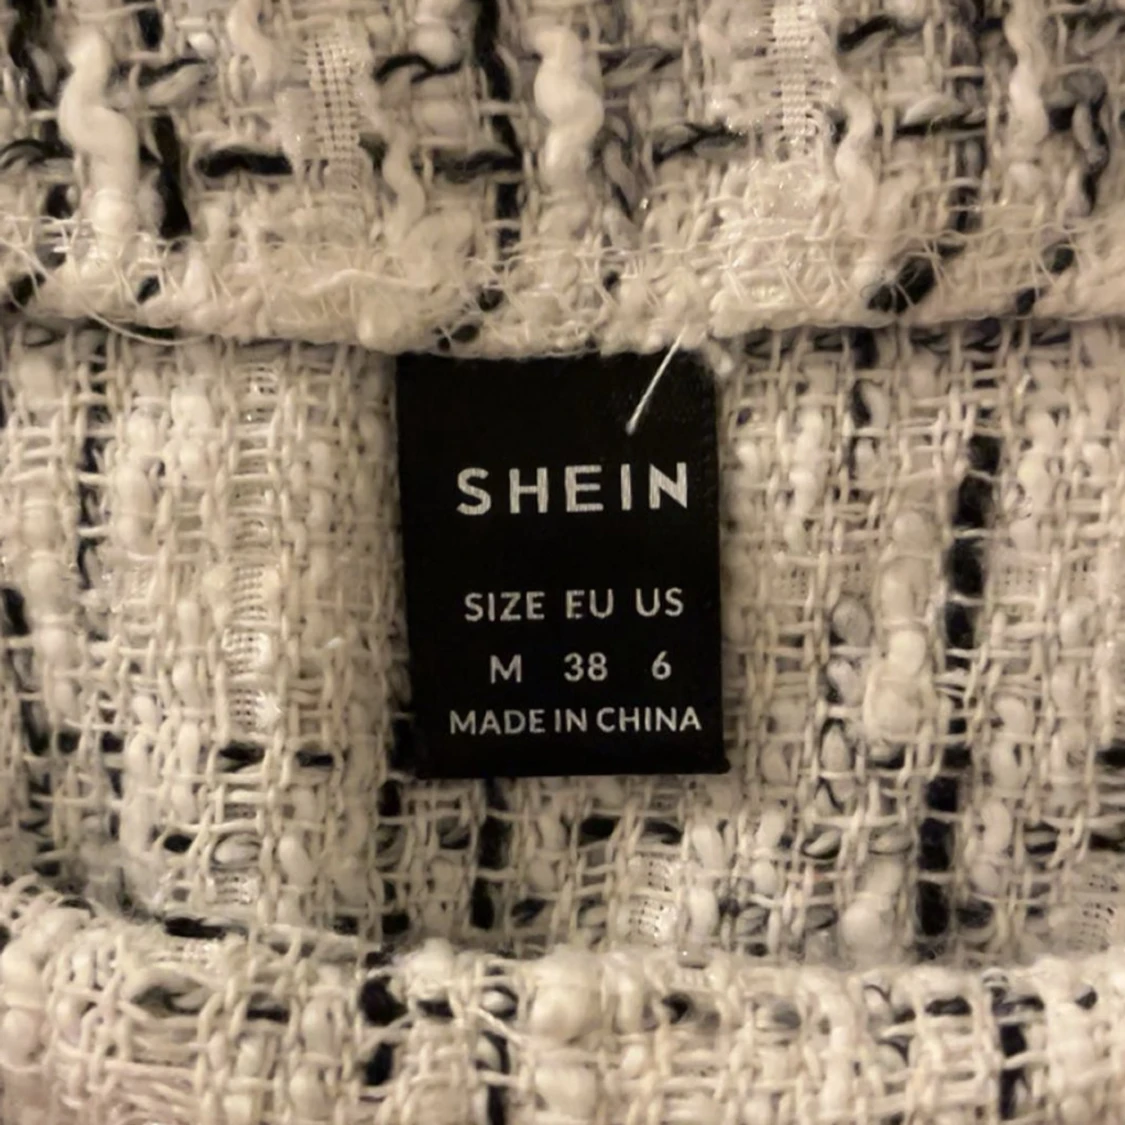 SHEIN
SIZE EU US
M 38 6
MADE IN CHINA